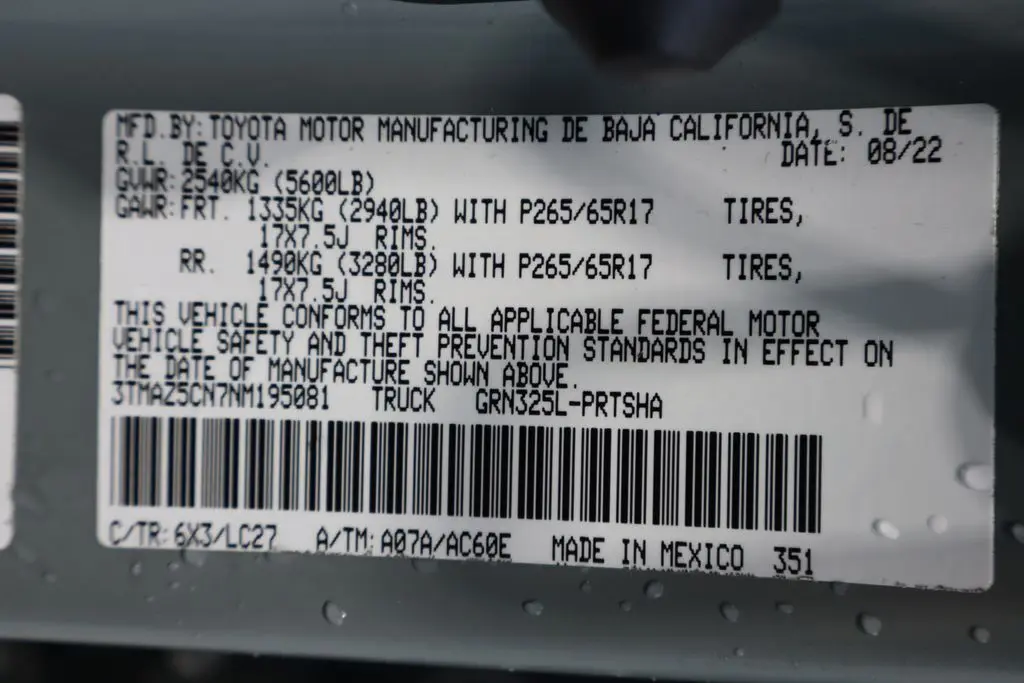 MFD.BY: TOYOTA MOTOR MANUFACTURING DE BAJA CALIFORNIA, S. DE
R.L. DE C.V. DATE: 08/22
GVWR: 2540KG (5600LB)
GAWR: FRT. 1335KG (2940LB) WITH P265/65R17 TIRES,
17X7.5J RIMS.
RR. 1490KG (3280LB) WITH P265/65R17 TIRES,
17X7.5J RIMS.
THIS VEHICLE CONFORMS TO ALL APPLICABLE FEDERAL MOTOR
VEHICLE SAFETY AND THEFT PREVENTION STANDARDS IN EFFECT ON
THE DATE OF MANUFACTURE SHOWN ABOVE.
3TMAZ5CN7NM195081 TRUCK GRN325L-PRTSHA
C/TR: 6X3/LC27 A/TM: A07A/AC60E MADE IN MEXICO 351